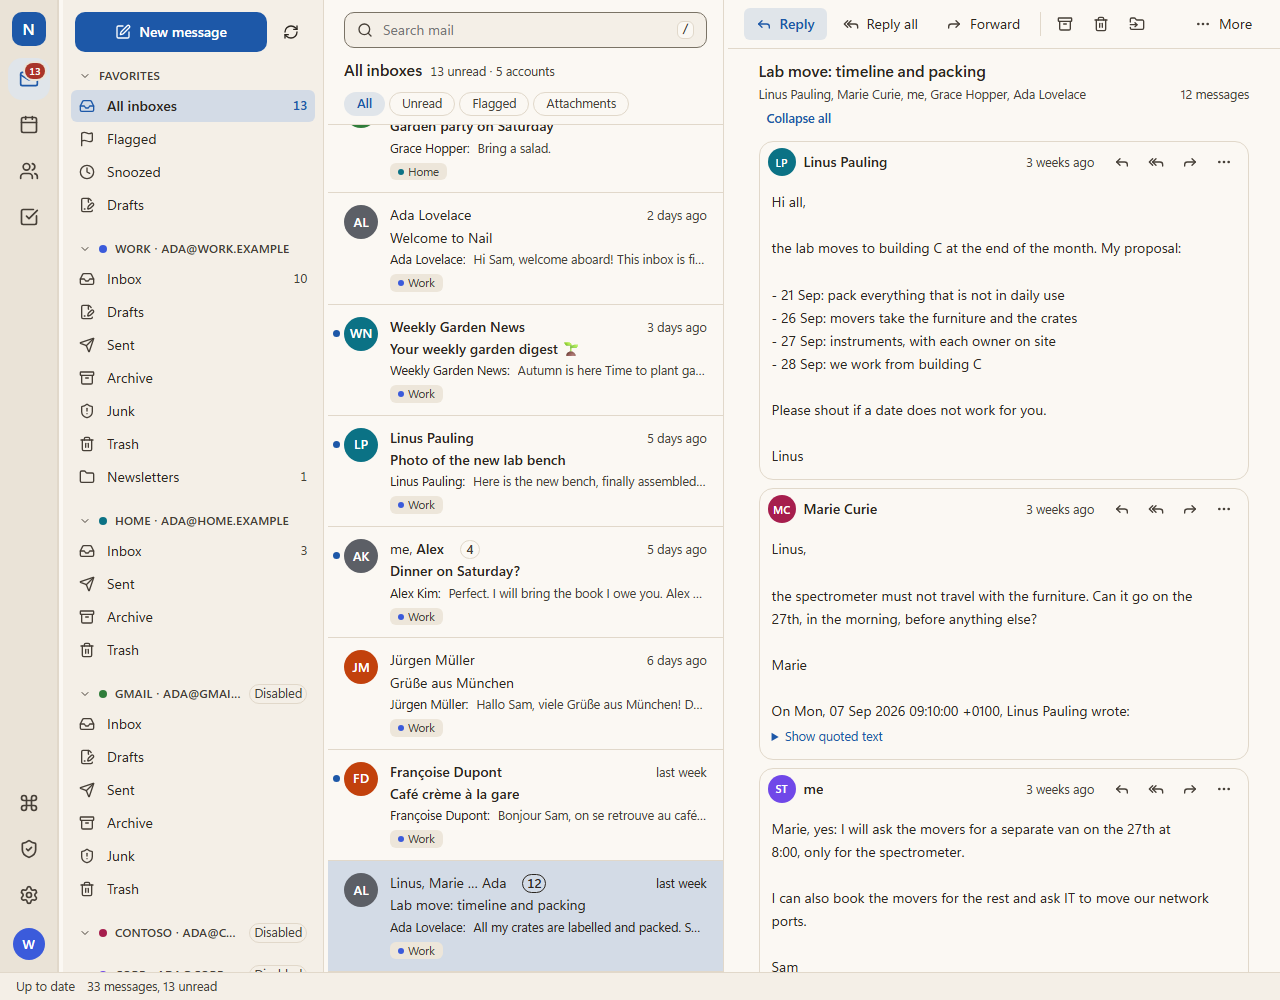 N
13
New message
FAVORITES
All inboxes 13
Flagged
Snoozed
Drafts
WORK · ADA@WORK.EXAMPLE
Inbox 10
Drafts
Sent
Archive
Junk
Trash
Newsletters 1
HOME · ADA@HOME.EXAMPLE
Inbox 3
Sent
Archive
Trash
GMAIL · ADA@GMAI... Disabled
Inbox
Drafts
Sent
Archive
Junk
Trash
CONTOSO · ADA@C... Disabled
W
Search mail /
All inboxes 13 unread · 5 accounts
All Unread Flagged Attachments
Garden party on Saturday
Grace Hopper: Bring a salad.
Home
AL Ada Lovelace 2 days ago
Welcome to Nail
Ada Lovelace: Hi Sam, welcome aboard! This inbox is fi...
Work
WN Weekly Garden News 3 days ago
Your weekly garden digest 🌱
Weekly Garden News: Autumn is here Time to plant ga...
Work
LP Linus Pauling 5 days ago
Photo of the new lab bench
Linus Pauling: Here is the new bench, finally assembled...
Work
AK me, Alex 4 5 days ago
Dinner on Saturday?
Alex Kim: Perfect. I will bring the book I owe you. Alex ...
Work
JM Jürgen Müller 6 days ago
Grüße aus München
Jürgen Müller: Hallo Sam, viele Grüße aus München! D...
Work
FD Françoise Dupont last week
Café crème à la gare
Françoise Dupont: Bonjour Sam, on se retrouve au café...
Work
AL Linus, Marie ... Ada 12 last week
Lab move: timeline and packing
Ada Lovelace: All my crates are labelled and packed. S...
Work
Reply Reply all Forward More
Lab move: timeline and packing
Linus Pauling, Marie Curie, me, Grace Hopper, Ada Lovelace 12 messages
Collapse all
LP Linus Pauling 3 weeks ago
Hi all,
the lab moves to building C at the end of the month. My proposal:
- 21 Sep: pack everything that is not in daily use
- 26 Sep: movers take the furniture and the crates
- 27 Sep: instruments, with each owner on site
- 28 Sep: we work from building C
Please shout if a date does not work for you.
Linus
MC Marie Curie 3 weeks ago
Linus,
the spectrometer must not travel with the furniture. Can it go on the
27th, in the morning, before anything else?
Marie
On Mon, 07 Sep 2026 09:10:00 +0100, Linus Pauling wrote:
Show quoted text
ST me 3 weeks ago
Marie, yes: I will ask the movers for a separate van on the 27th at
8:00, only for the spectrometer.
I can also book the movers for the rest and ask IT to move our network
ports.
Sam
Up to date 33 messages, 13 unread